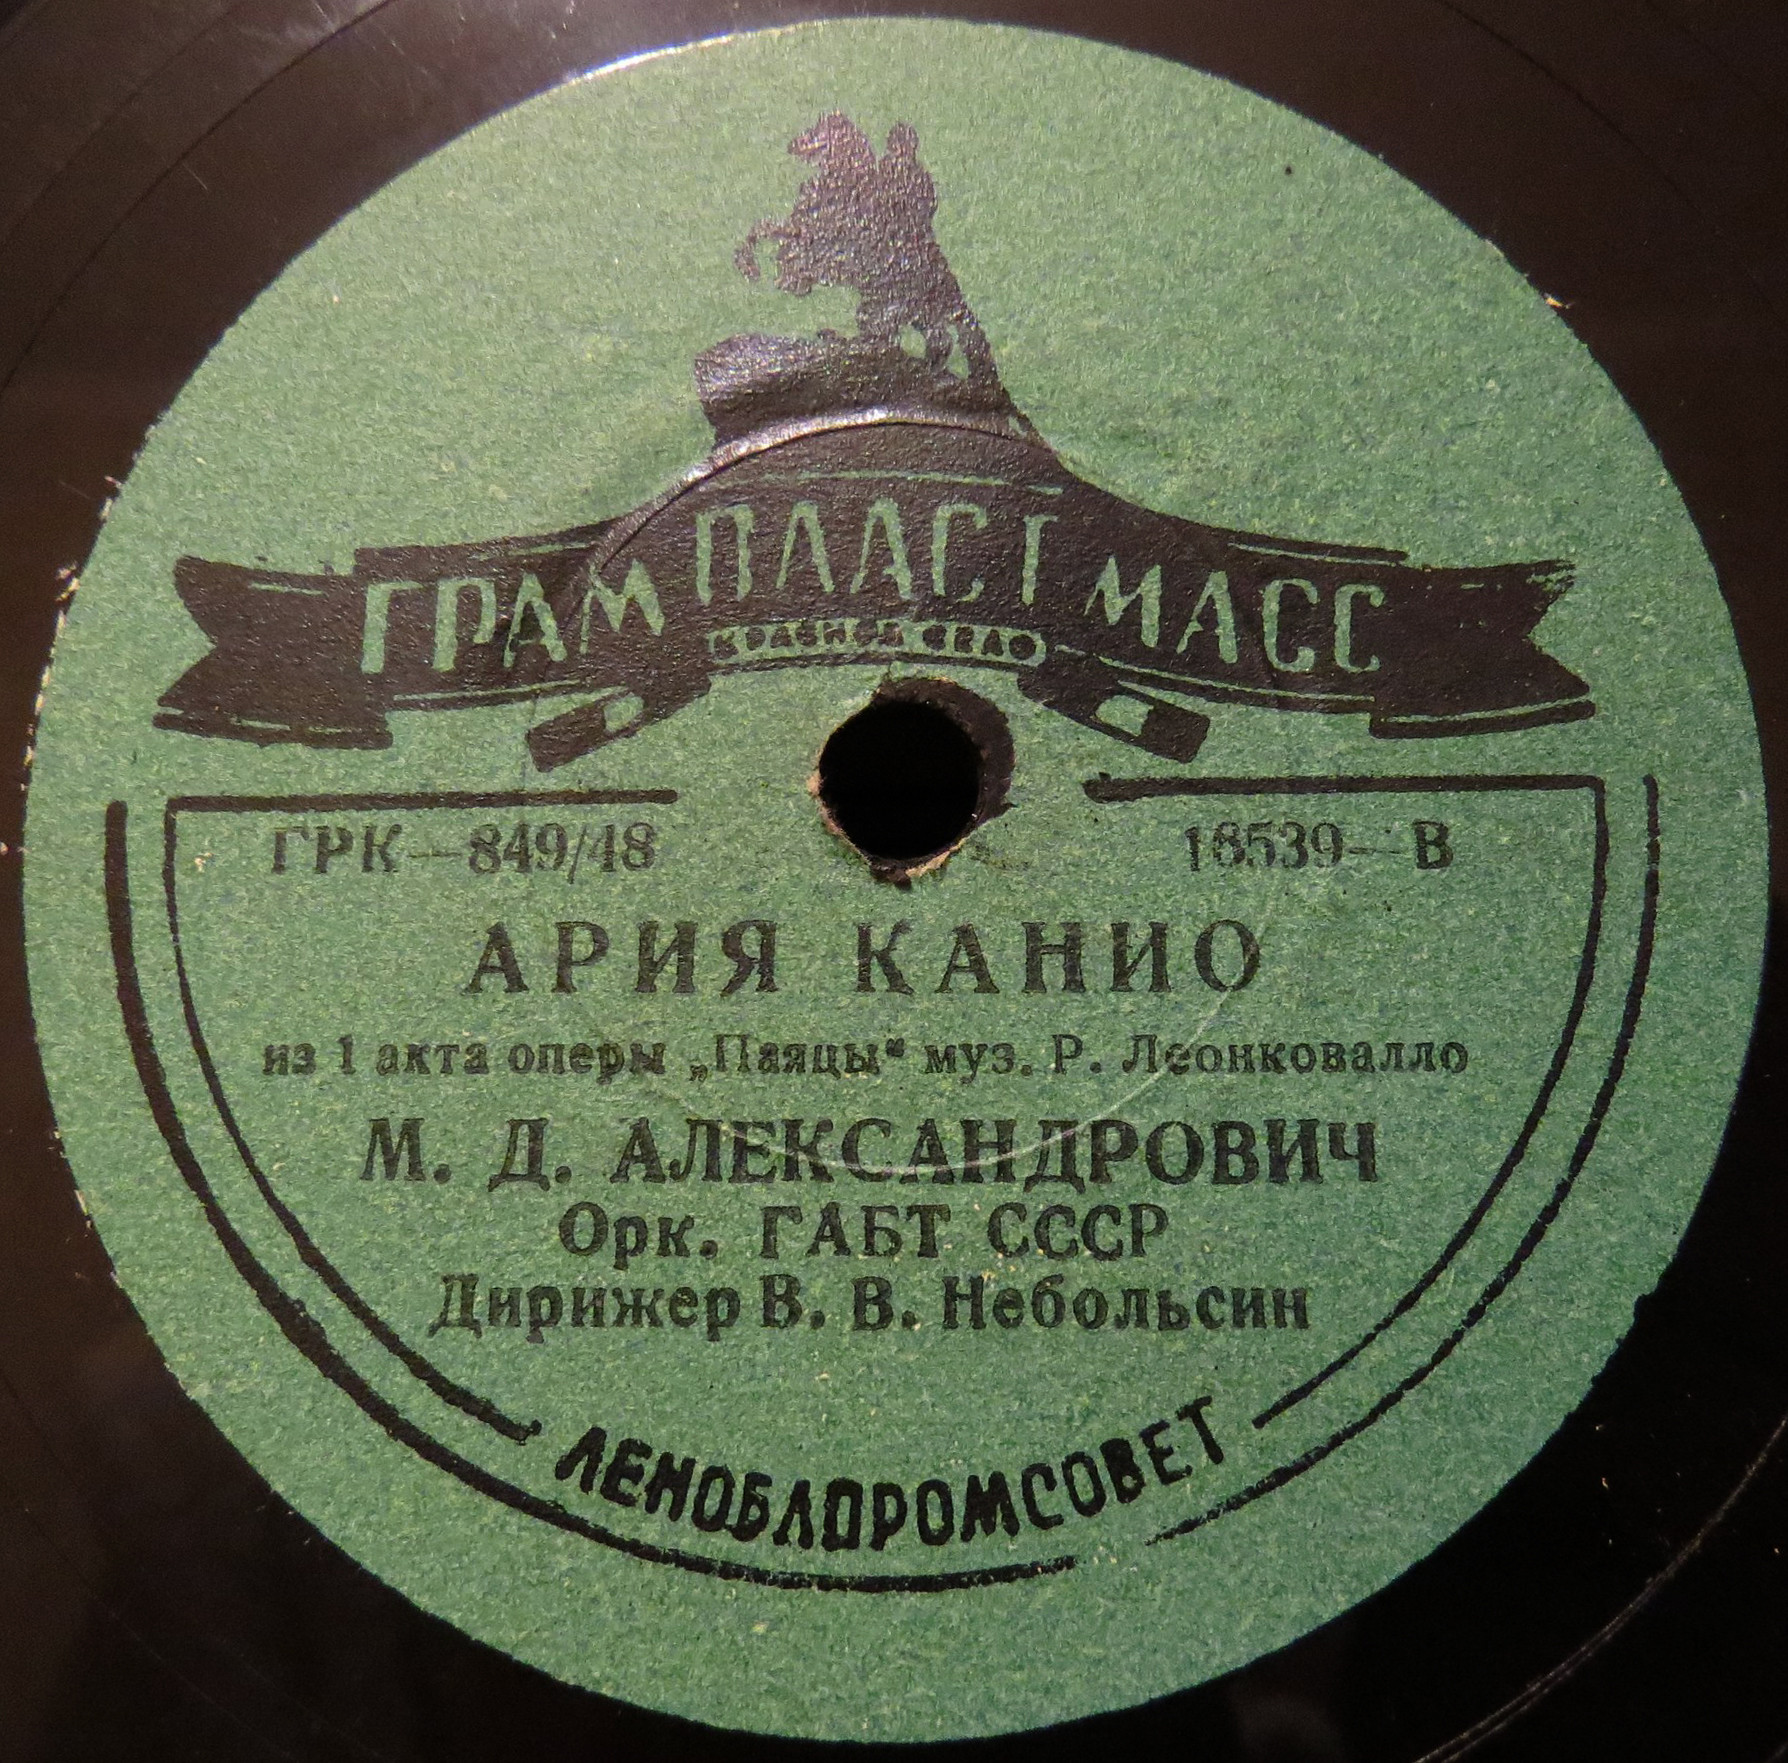 ГРАМПЛАСТМАСС
ГРК—849/48 18539—В
АРИЯ КАНИО
из 1 акта оперы „Паяцы“ муз. Р. Леонковалло
М. Д. АЛЕКСАНДРОВИЧ
Орк. ГАБТ СССР
Дирижер В. В. Небольсин
ЛЕНОБЛПРОМСОВЕТ